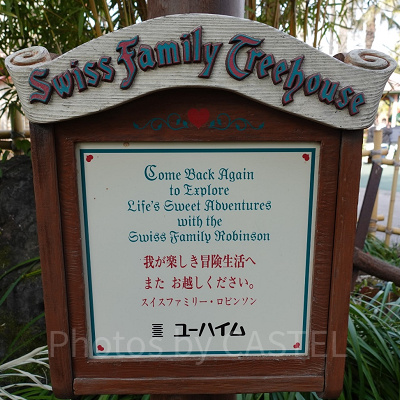 Swiss Family Treehouse
Come Back Again
to Explore
Life's Sweet Adventures
with the
Swiss Family Robinson
我が楽しき冒険生活へ
また お越しください。
スイスファミリー・ロビンソン
ユーハイム
Photos by CASTEL